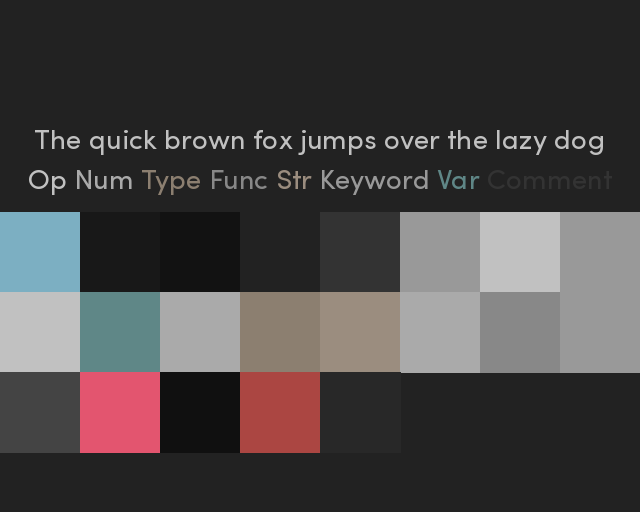 The quick brown fox jumps over the lazy dog
Op Num Type Func Str Keyword Var Comment